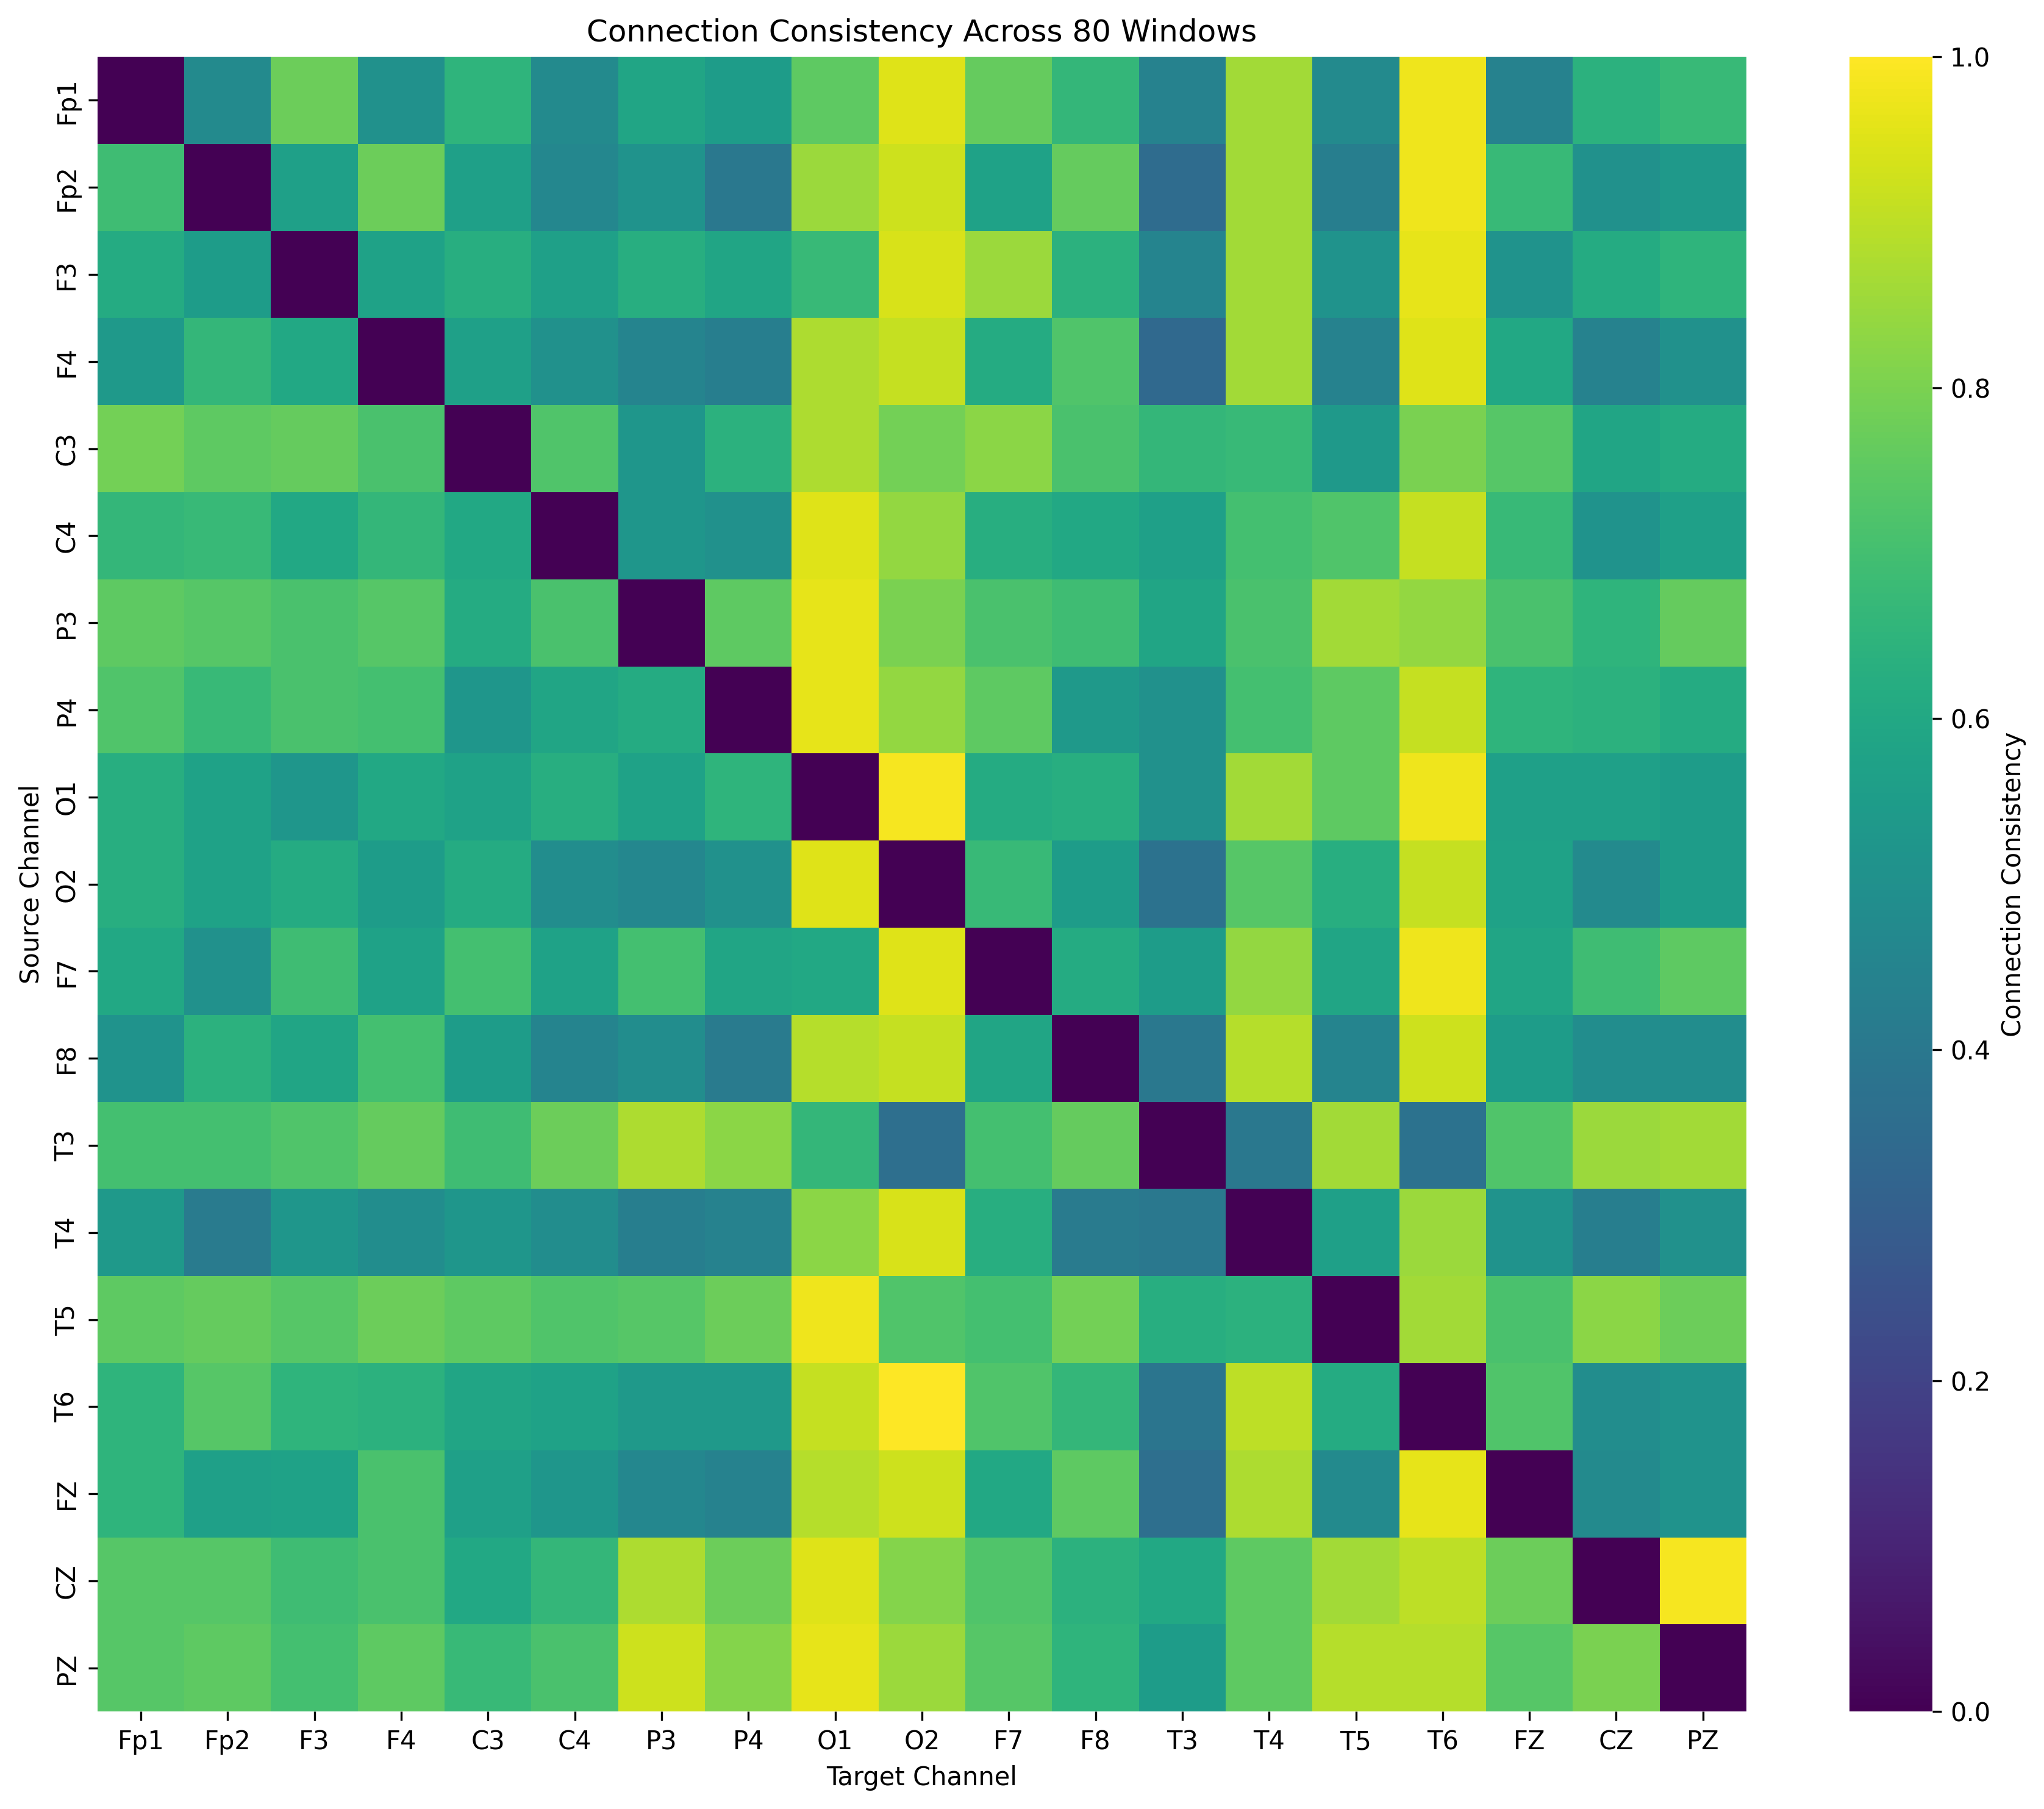 Connection Consistency Across 80 Windows
Fp1
Fp2
F3
F4
C3
C4
P3
P4
O1
O2
F7
F8
T3
T4
T5
T6
FZ
CZ
PZ
Source Channel
Fp1 Fp2 F3 F4 C3 C4 P3 P4 O1 O2 F7 F8 T3 T4 T5 T6 FZ CZ PZ
Target Channel
1.0
0.8
0.6
0.4
0.2
0.0
Connection Consistency